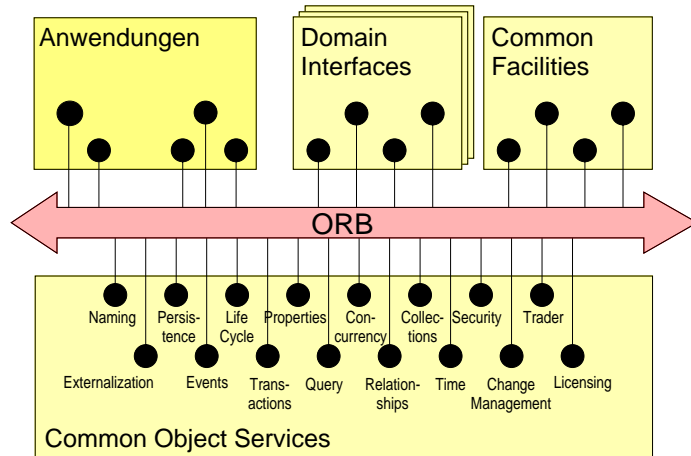 Anwendungen
Domain
Interfaces
Common
Facilities
ORB
Naming
Persis-
tence
Life
Cycle
Properties
Con-
currency
Collec-
tions
Security
Trader
Externalization
Events
Trans-
actions
Query
Relation-
ships
Time
Change
Management
Licensing
Common Object Services